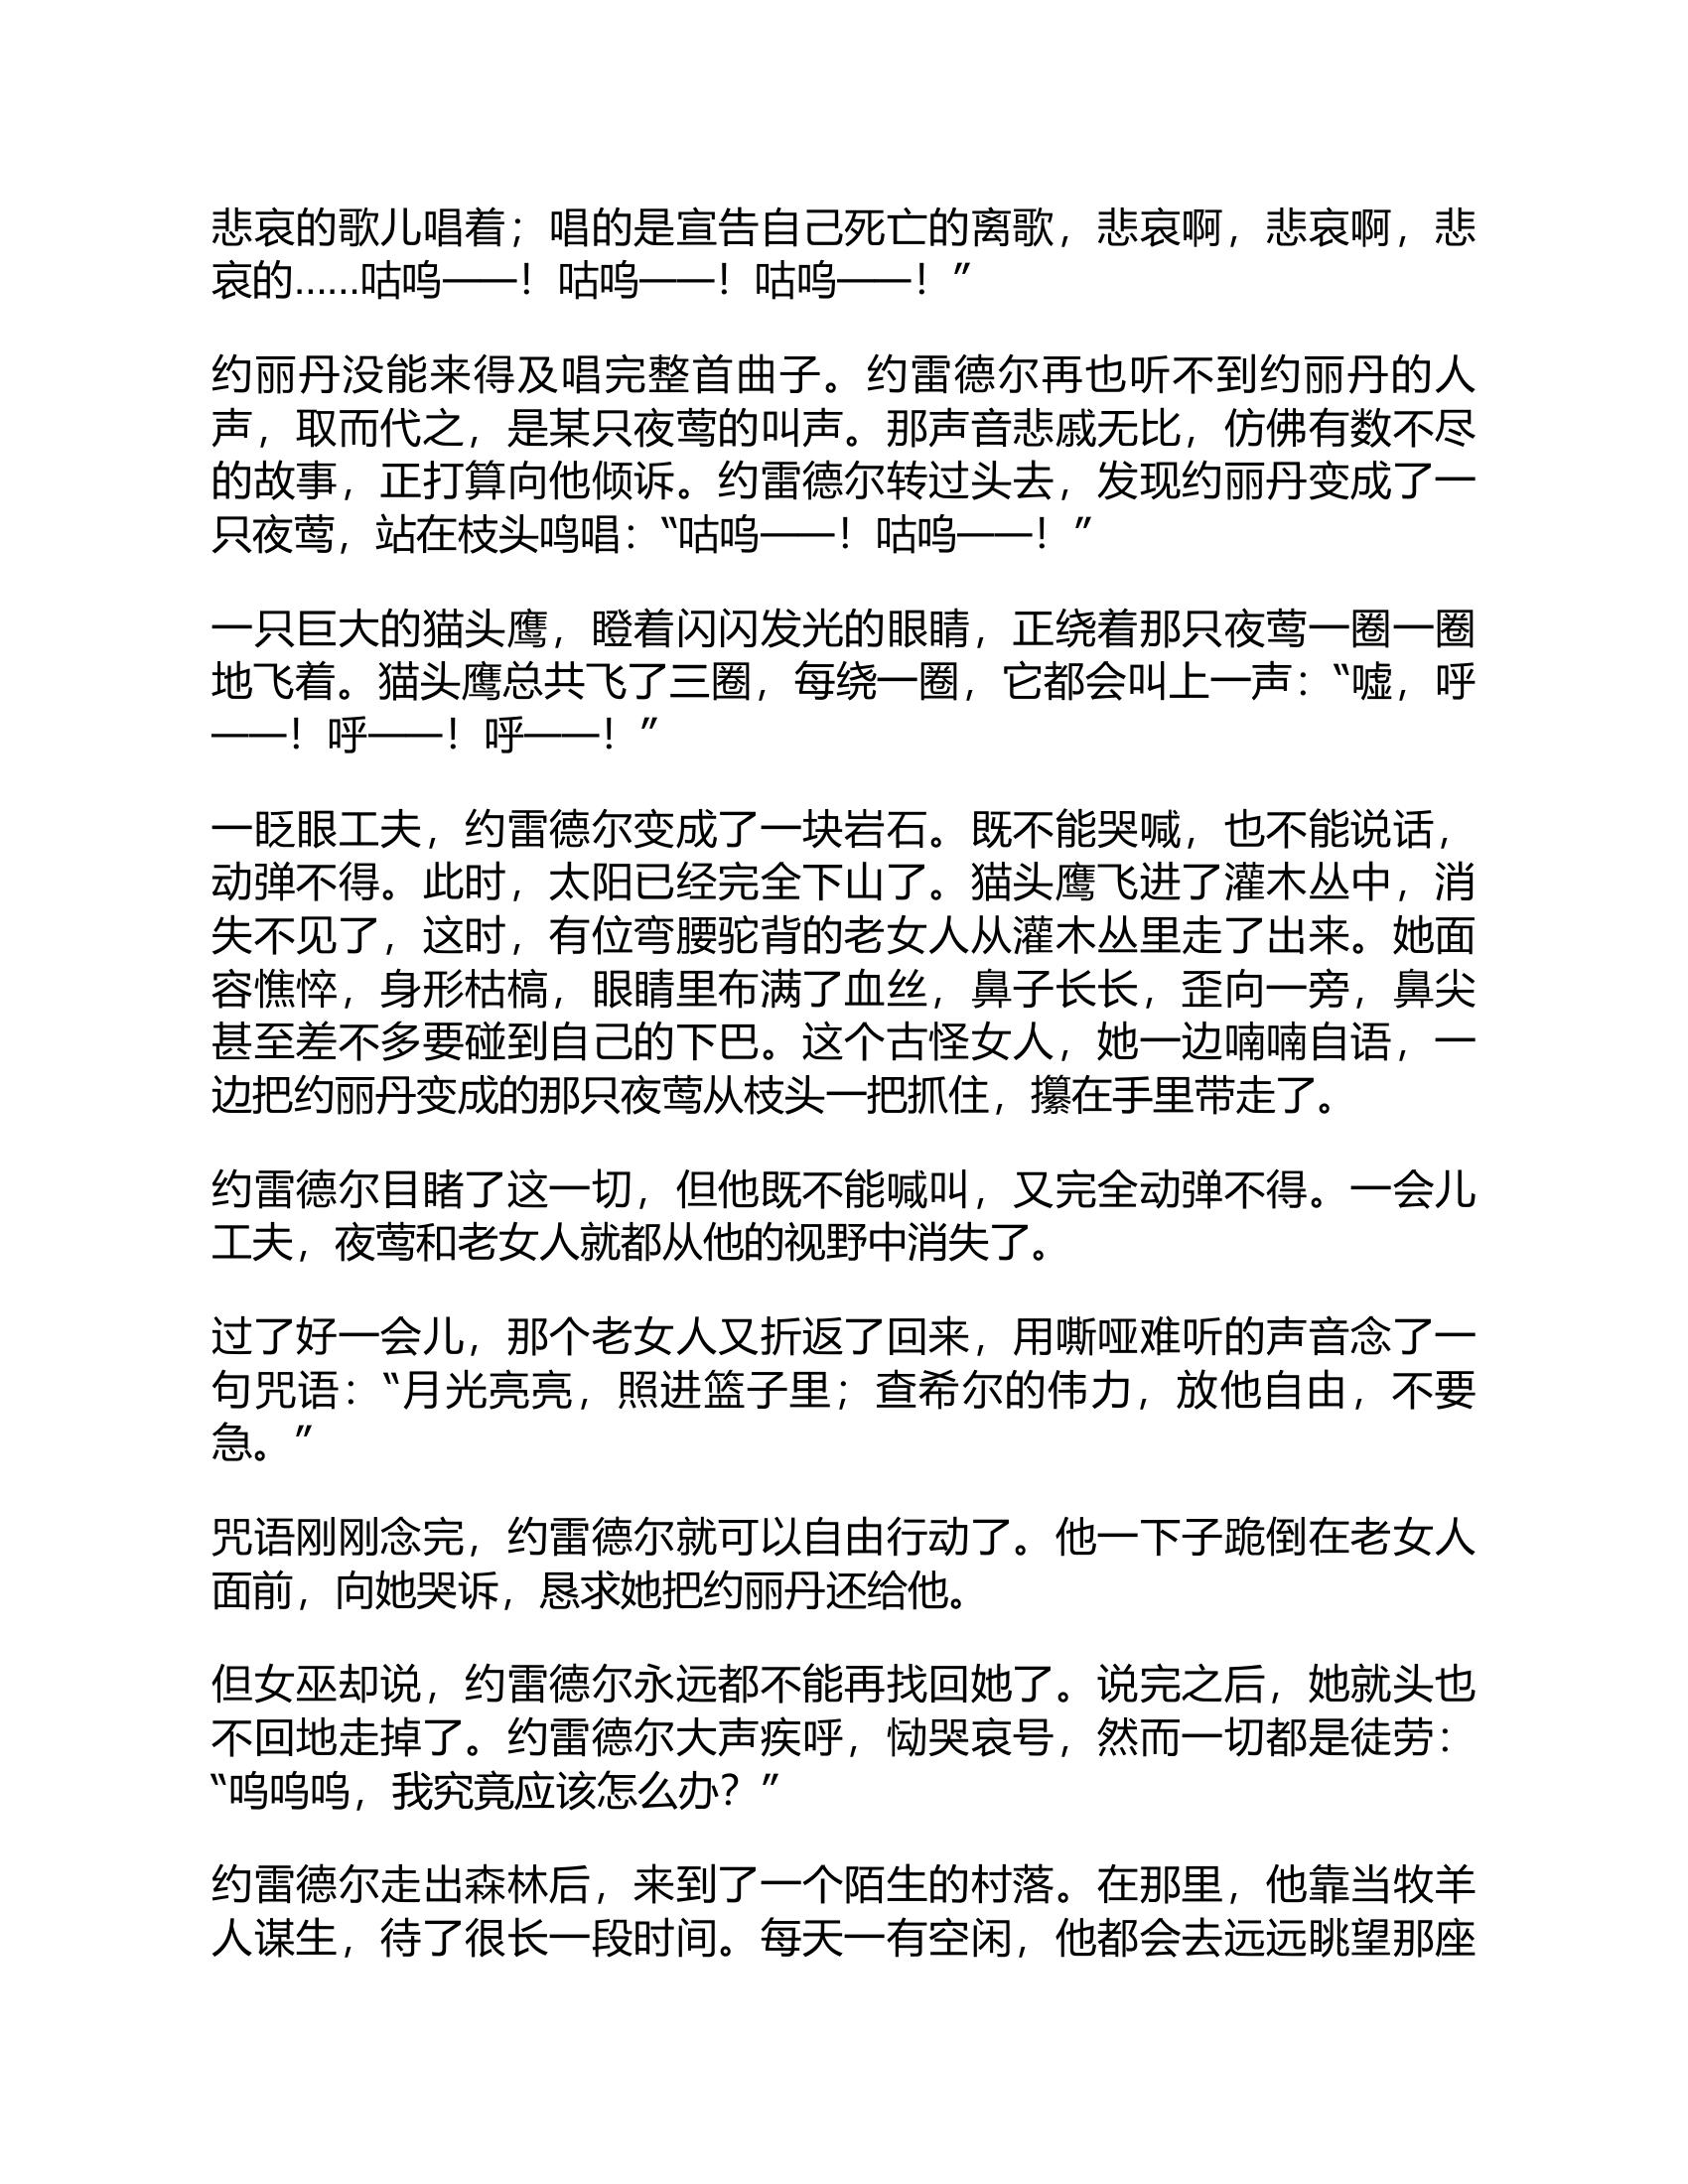 悲哀的歌儿唱着；唱的是宣告自己死亡的离歌，悲哀啊，悲哀啊，悲
哀的……咕呜——！咕呜——！咕呜——！”
约丽丹没能来得及唱完整首曲子。约雷德尔再也听不到约丽丹的人
声，取而代之，是某只夜莺的叫声。那声音悲戚无比，仿佛有数不尽
的故事，正打算向他倾诉。约雷德尔转过头去，发现约丽丹变成了一
只夜莺，站在枝头鸣唱：“咕呜——！咕呜——！”
一只巨大的猫头鹰，瞪着闪闪发光的眼睛，正绕着那只夜莺一圈一圈
地飞着。猫头鹰总共飞了三圈，每绕一圈，它都会叫上一声：“嘘，呼
——！呼——！呼——！”
一眨眼工夫，约雷德尔变成了一块岩石。既不能哭喊，也不能说话，
动弹不得。此时，太阳已经完全下山了。猫头鹰飞进了灌木丛中，消
失不见了，这时，有位弯腰驼背的老女人从灌木丛里走了出来。她面
容憔悴，身形枯槁，眼睛里布满了血丝，鼻子长长，歪向一旁，鼻尖
甚至差不多要碰到自己的下巴。这个古怪女人，她一边喃喃自语，一
边把约丽丹变成的那只夜莺从枝头一把抓住，攥在手里带走了。
约雷德尔目睹了这一切，但他既不能喊叫，又完全动弹不得。一会儿
工夫，夜莺和老女人就都从他的视野中消失了。
过了好一会儿，那个老女人又折返了回来，用嘶哑难听的声音念了一
句咒语：“月光亮亮，照进篮子里；查希尔的伟力，放他自由，不要
急。”
咒语刚刚念完，约雷德尔就可以自由行动了。他一下子跪倒在老女人
面前，向她哭诉，恳求她把约丽丹还给他。
但女巫却说，约雷德尔永远都不能再找回她了。说完之后，她就头也
不回地走掉了。约雷德尔大声疾呼，恸哭哀号，然而一切都是徒劳：
“呜呜呜，我究竟应该怎么办？”
约雷德尔走出森林后，来到了一个陌生的村落。在那里，他靠当牧羊
人谋生，待了很长一段时间。每天一有空闲，他都会去远远眺望那座